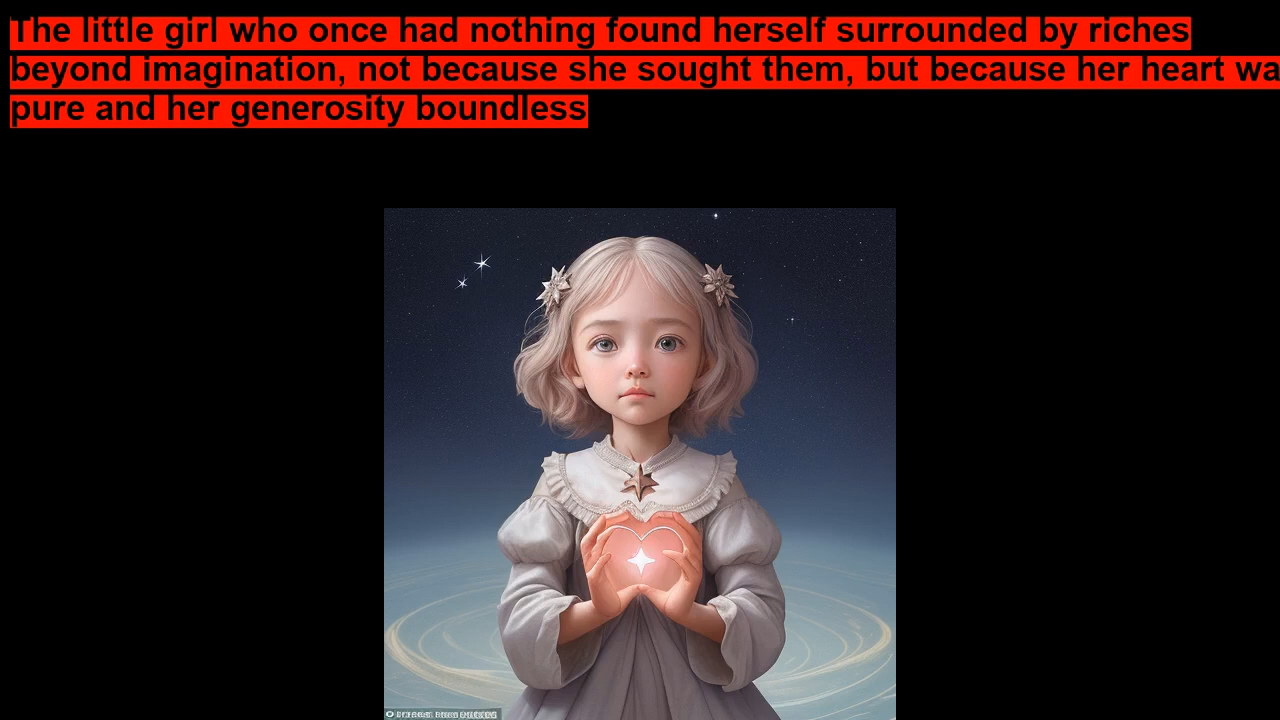 The little girl who once had nothing found herself surrounded by riches
beyond imagination, not because she sought them, but because her heart wa
pure and her generosity boundless